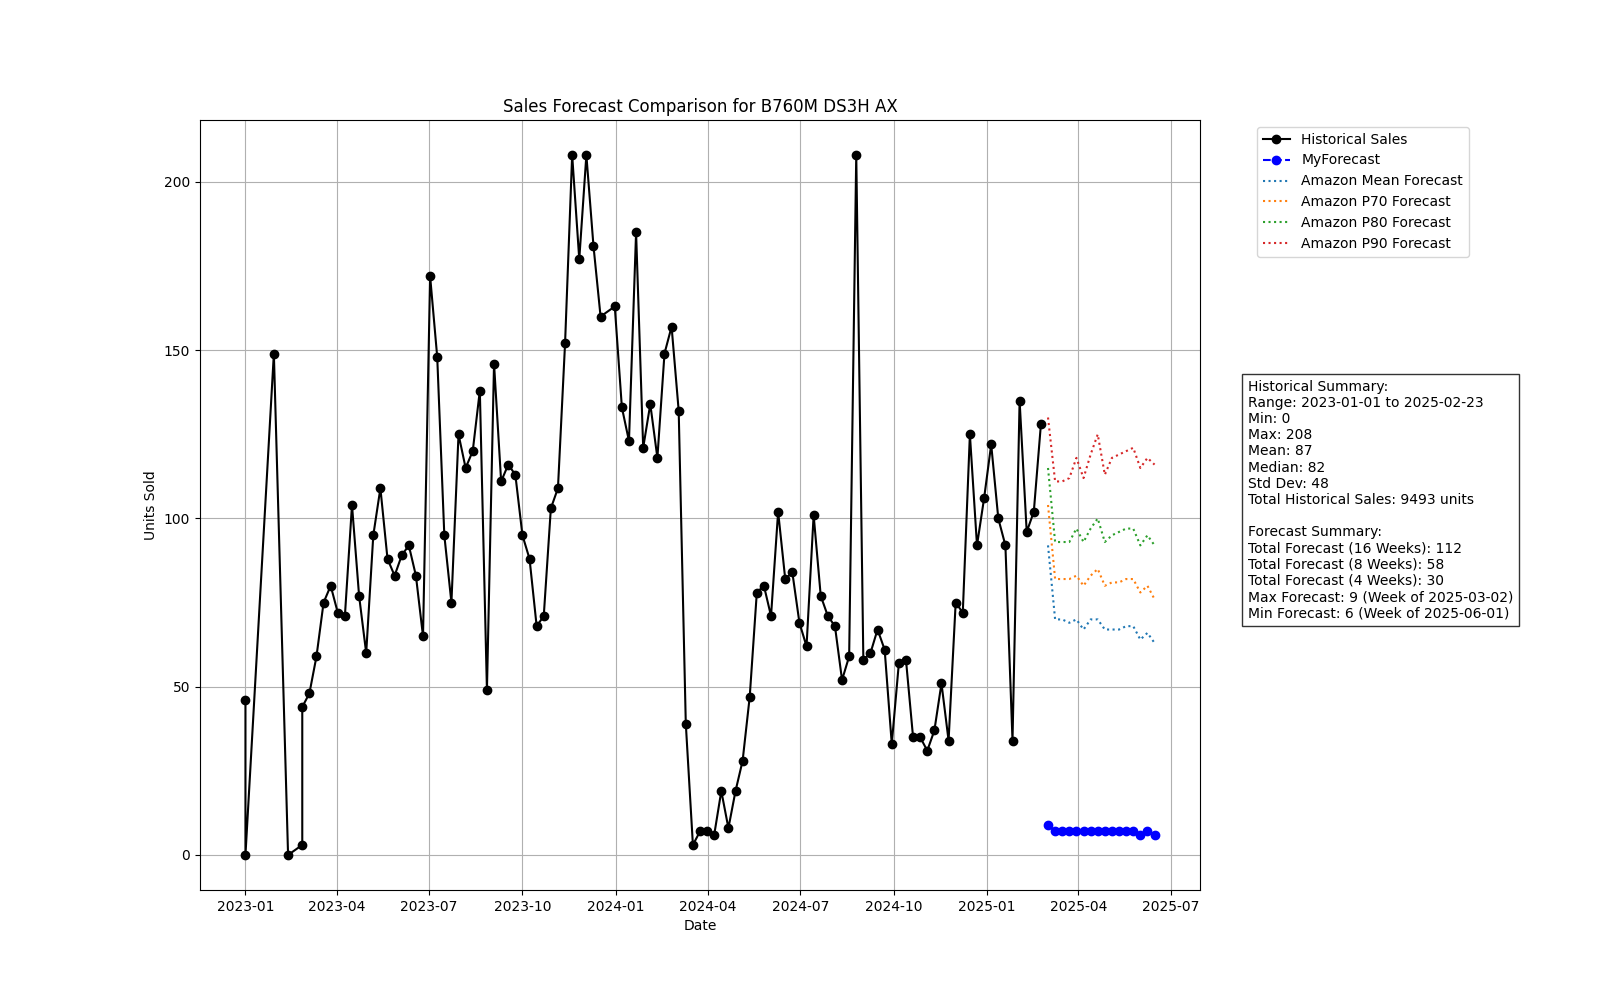 Sales Forecast Comparison for B760M DS3H AX
Historical Sales
MyForecast
Amazon Mean Forecast
Amazon P70 Forecast
Amazon P80 Forecast
Amazon P90 Forecast
Units Sold
200
150
100
50
0
Historical Summary:
Range: 2023-01-01 to 2025-02-23
Min: 0
Max: 208
Mean: 87
Median: 82
Std Dev: 48
Total Historical Sales: 9493 units
Forecast Summary:
Total Forecast (16 Weeks): 112
Total Forecast (8 Weeks): 58
Total Forecast (4 Weeks): 30
Max Forecast: 9 (Week of 2025-03-02)
Min Forecast: 6 (Week of 2025-06-01)
2023-01 2023-04 2023-07 2023-10 2024-01 2024-04 2024-07 2024-10 2025-01 2025-04 2025-07
Date